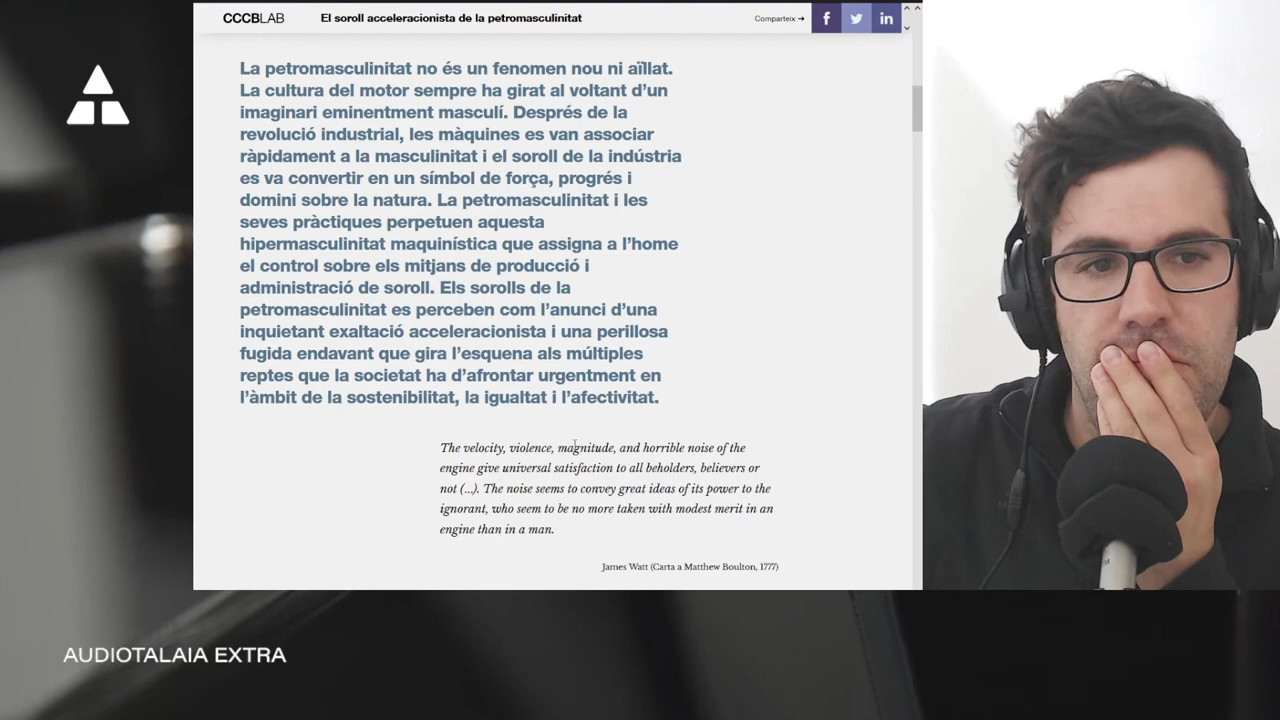 CCCBLAB
El soroll acceleracionista de la petromasculinitat
Comparteix →
f
in
La petromasculinitat no és un fenomen nou ni aïllat.
La cultura del motor sempre ha girat al voltant d’un
imaginari eminentment masculí. Després de la
revolució industrial, les màquines es van associar
ràpidament a la masculinitat i el soroll de la indústria
es va convertir en un símbol de força, progrés i
domini sobre la natura. La petromasculinitat i les
seves pràctiques perpetuen aquesta
hipermasculinitat maquinística que assigna a l’home
el control sobre els mitjans de producció i
administració de soroll. Els sorolls de la
petromasculinitat es perceben com l’anunci d’una
inquietant exaltació acceleracionista i una perillosa
fugida endavant que gira l’esquena als múltiples
reptes que la societat ha d’afrontar urgentment en
l’àmbit de la sostenibilitat, la igualtat i l’afectivitat.
The velocity, violence, magnitude, and horrible noise of the
engine give universal satisfaction to all beholders, believers or
not (...). The noise seems to convey great ideas of its power to the
ignorant, who seem to be no more taken with modest merit in an
engine than in a man.
James Watt (Carta a Matthew Boulton, 1777)
AUDIOTALAIA EXTRA